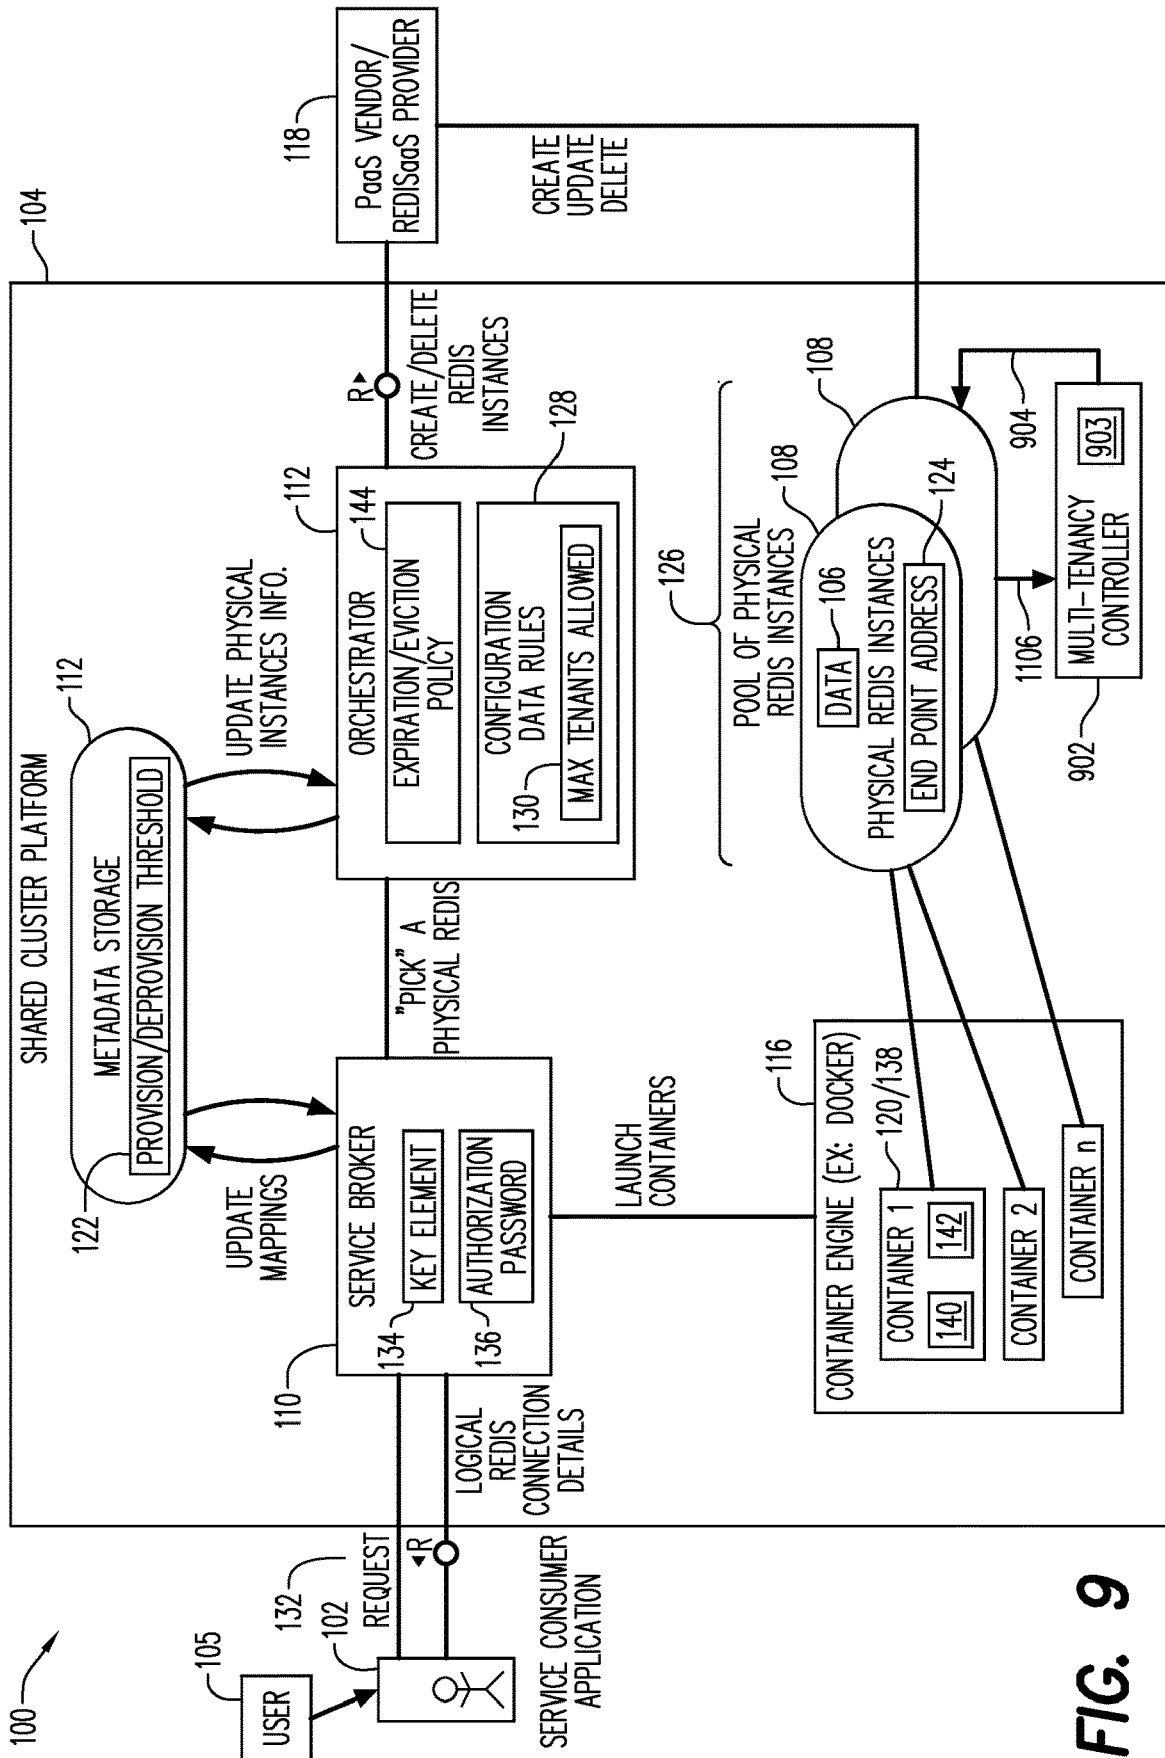 100
105
USER
102
132
REQUEST
R
SERVICE CONSUMER
APPLICATION
104
SHARED CLUSTER PLATFORM
112
METADATA STORAGE
PROVISION/DEPROVISION THRESHOLD
122
UPDATE
MAPPINGS
UPDATE PHYSICAL
INSTANCES INFO.
110
SERVICE BROKER
134
KEY ELEMENT
136
AUTHORIZATION
PASSWORD
LOGICAL
REDIS
CONNECTION
DETAILS
"PICK" A
PHYSICAL REDIS
112
ORCHESTRATOR
144
EXPIRATION/EVICTION
POLICY
CONFIGURATION
DATA RULES
128
130
MAX TENANTS ALLOWED
R
CREATE/DELETE
REDIS
INSTANCES
118
PaaS VENDOR/
REDISaaS PROVIDER
CREATE
UPDATE
DELETE
LAUNCH
CONTAINERS
116
CONTAINER ENGINE (EX: DOCKER)
120/138
CONTAINER 1
140
142
CONTAINER 2
CONTAINER n
126
POOL OF PHYSICAL
REDIS INSTANCES
108
108
DATA
106
PHYSICAL REDIS INSTANCES
END POINT ADDRESS
124
1106
904
902
MULTI-TENANCY
CONTROLLER
903
FIG. 9